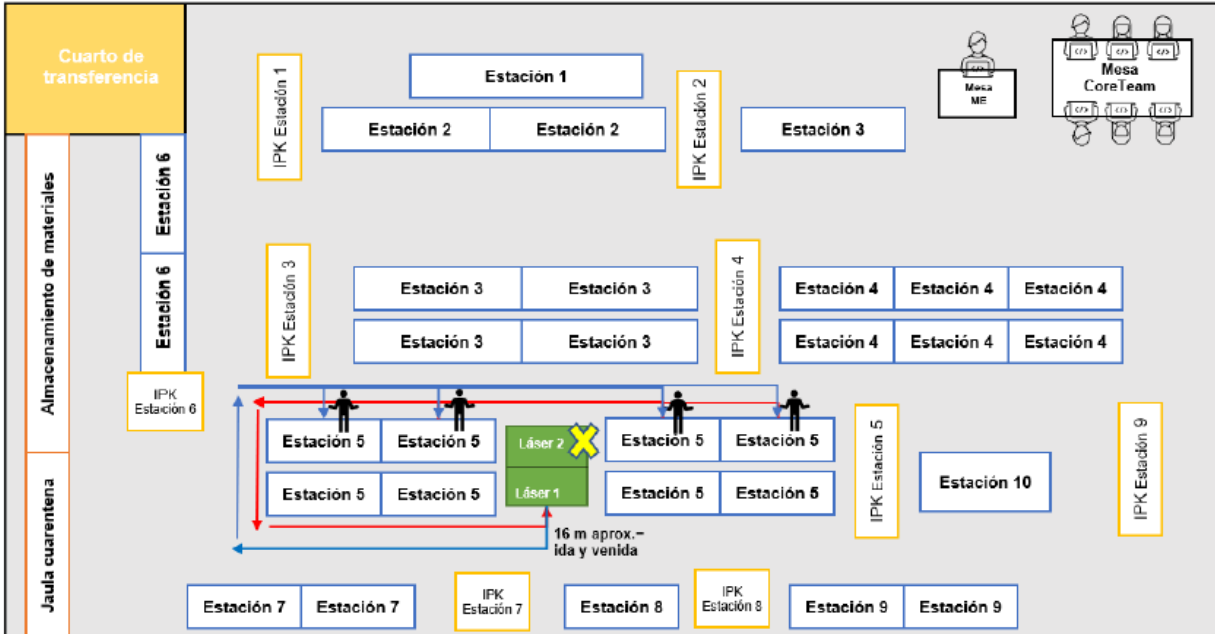 Cuarto de
transferencia
IPK Estación 1
Estación 1
Estación 2
Estación 2
IPK Estación 2
Estación 3
Mesa
ME
Mesa
CoreTeam
Almacenamiento de materiales
Estación 6
Estación 6
IPK
Estación 6
IPK Estación 3
Estación 3
Estación 3
Estación 3
Estación 3
IPK Estación 4
Estación 4
Estación 4
Estación 4
Estación 4
Estación 4
Estación 4
Estación 5
Estación 5
Láser 2
Estación 5
Estación 5
Estación 5
Estación 5
Láser 1
Estación 5
Estación 5
IPK Estación 5
Estación 10
IPK Estación 9
16 m aprox.–
ida y venida
Jaula cuarentena
Estación 7
Estación 7
IPK
Estación 7
Estación 8
IPK
Estación 8
Estación 9
Estación 9